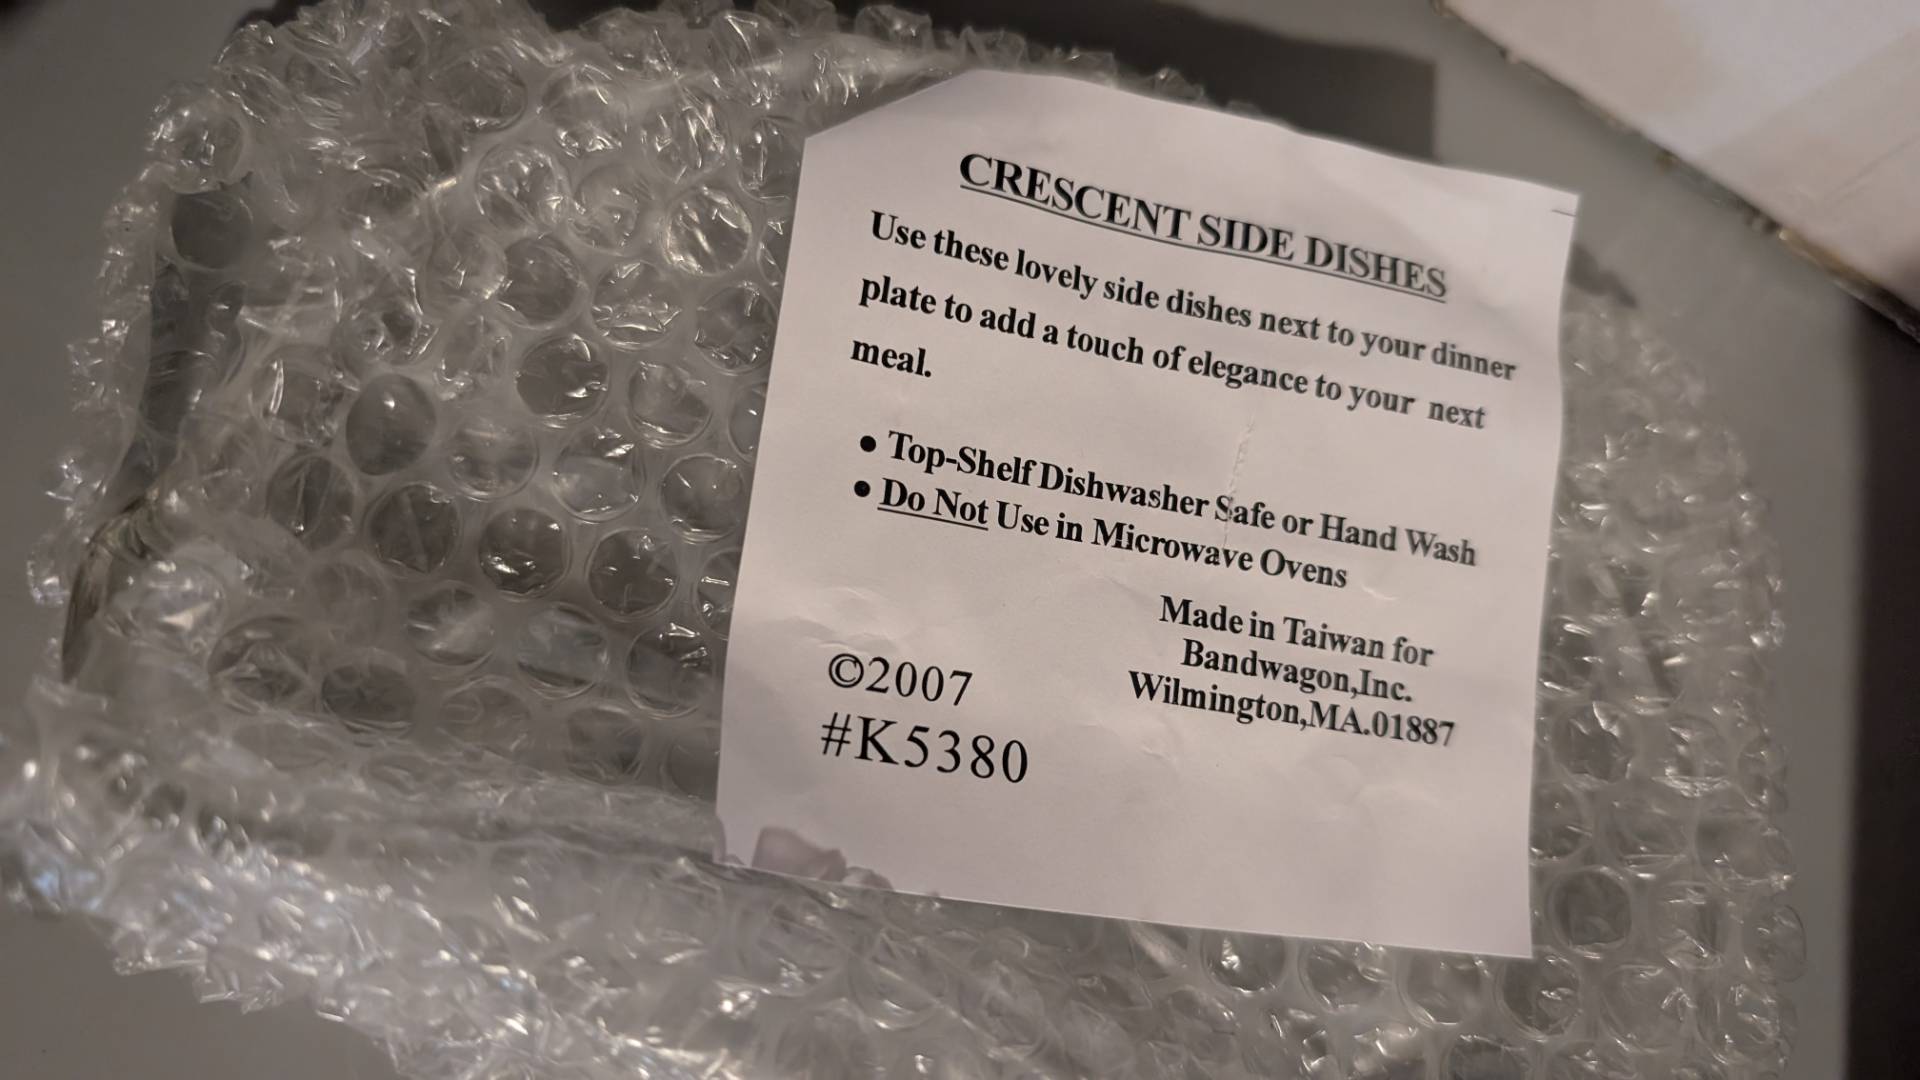 CRESCENT SIDE DISHES
Use these lovely side dishes next to your dinner
plate to add a touch of elegance to your next
meal.
• Top-Shelf Dishwasher Safe or Hand Wash
• Do Not Use in Microwave Ovens
Made in Taiwan for
Bandwagon,Inc.
Wilmington,MA.01887
©2007
#K5380